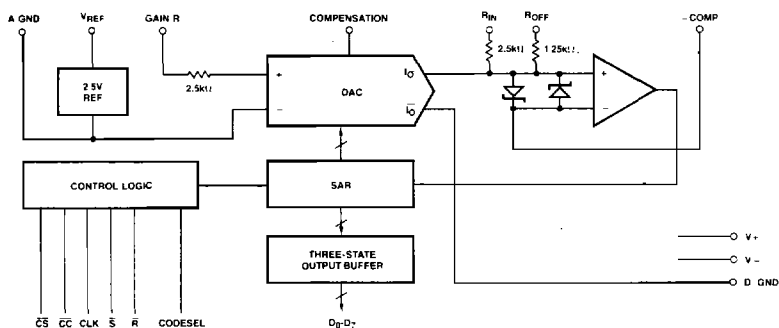 A GND
VREF
GAIN R
COMPENSATION
RIN
ROFF
–COMP
2.5kΩ
1.25kΩ
2.5V
REF
2.5kΩ
+
–
DAC
IO
IO
+
–
CONTROL LOGIC
SAR
THREE-STATE
OUTPUT BUFFER
V+
V–
D GND
CS
CC
CLK
S
R
CODESEL
D0-D7